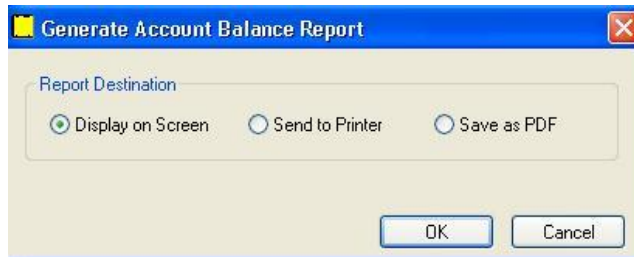 Generate Account Balance Report
Report Destination
Display on Screen Send to Printer Save as PDF
OK Cancel